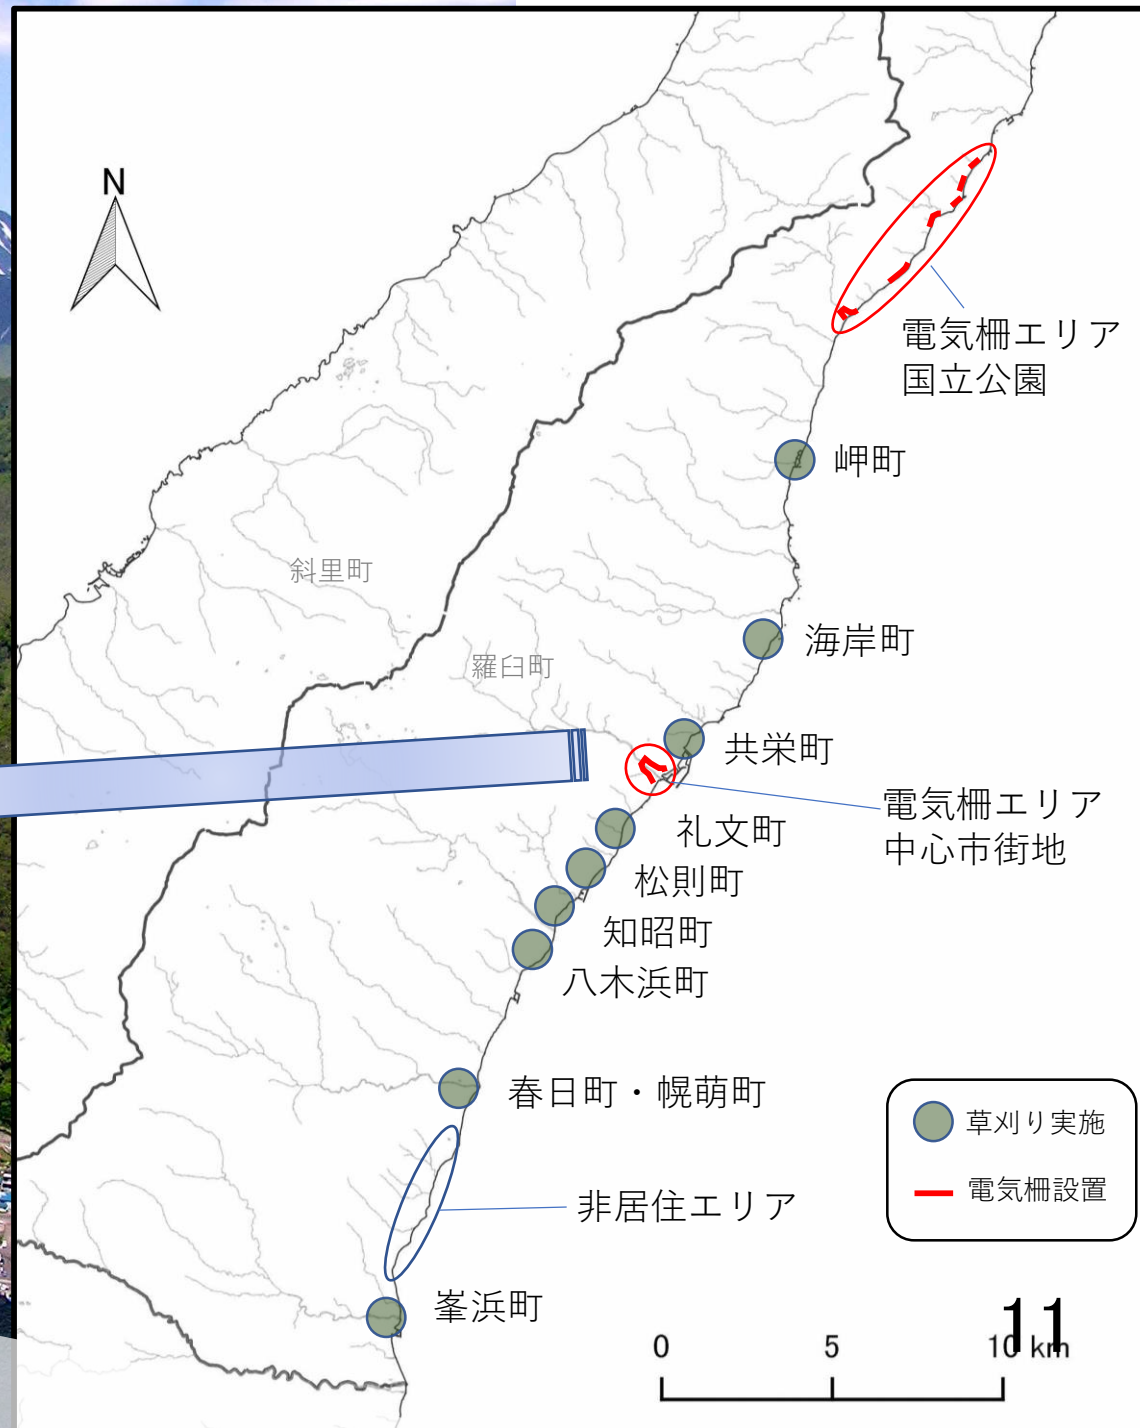 N
電気柵エリア
国立公園
岬町
斜里町
海岸町
羅臼町
共栄町
電気柵エリア
中心市街地
礼文町
松則町
知昭町
八木浜町
春日町・幌萌町
草刈り実施
電気柵設置
非居住エリア
峯浜町
11
0 5 10 km